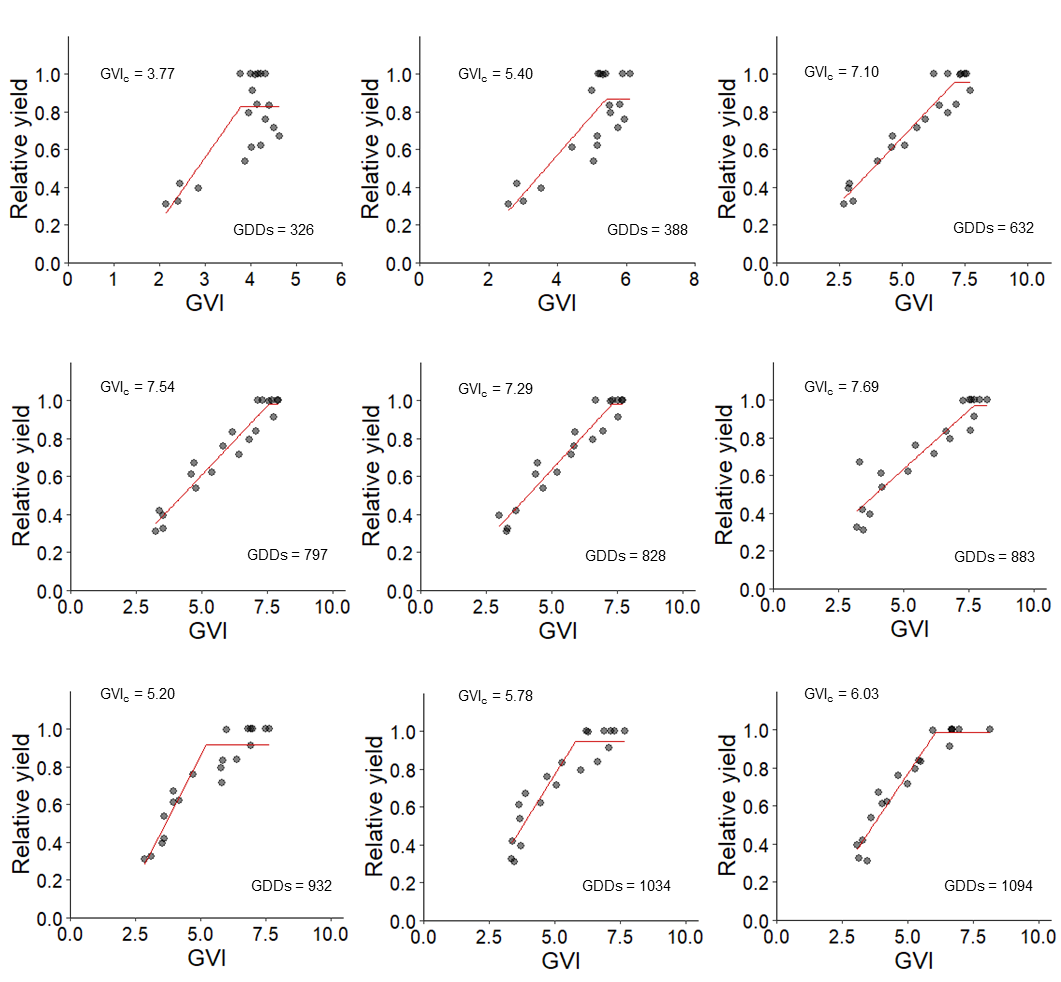 GVIc = 3.77
Relative yield
1.0
0.8
0.6
0.4
0.2
0.0
GDDs = 326
0 1 2 3 4 5 6
GVI
GVIc = 5.40
Relative yield
1.0
0.8
0.6
0.4
0.2
0.0
GDDs = 388
0 2 4 6 8
GVI
GVIc = 7.10
Relative yield
1.0
0.8
0.6
0.4
0.2
0.0
GDDs = 632
0.0 2.5 5.0 7.5 10.0
GVI
GVIc = 7.54
Relative yield
1.0
0.8
0.6
0.4
0.2
0.0
GDDs = 797
0.0 2.5 5.0 7.5 10.0
GVI
GVIc = 7.29
Relative yield
1.0
0.8
0.6
0.4
0.2
0.0
GDDs = 828
0.0 2.5 5.0 7.5 10.0
GVI
GVIc = 7.69
Relative yield
1.0
0.8
0.6
0.4
0.2
0.0
GDDs = 883
0.0 2.5 5.0 7.5 10.0
GVI
GVIc = 5.20
Relative yield
1.0
0.8
0.6
0.4
0.2
0.0
GDDs = 932
0.0 2.5 5.0 7.5 10.0
GVI
GVIc = 5.78
Relative yield
1.0
0.8
0.6
0.4
0.2
0.0
GDDs = 1034
0.0 2.5 5.0 7.5 10.0
GVI
GVIc = 6.03
Relative yield
1.0
0.8
0.6
0.4
0.2
0.0
GDDs = 1094
0.0 2.5 5.0 7.5 10.0
GVI